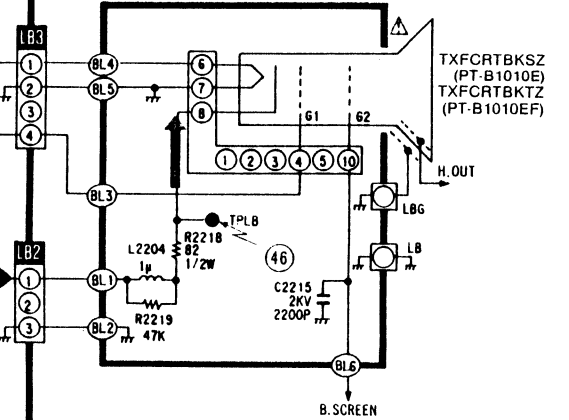 LB3
1
2
3
4
BL4
BL5
6
7
8
G1
G2
1 2 3 4 5 10
TXFCRTBKSZ
(PT-B1010E)
TXFCRTBKTZ
(PT-B1010EF)
H.OUT
BL3
LBG
TPLB
46
LB2
1
2
3
L2204
1μ
R2218
82
1/2W
LB
BL1
BL2
R2219
47K
C2215
2KV
2200P
BL6
B.SCREEN